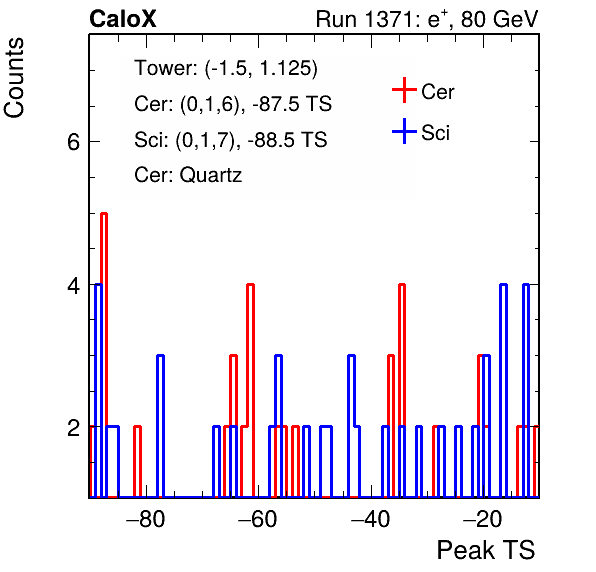 CaloX Run 1371: e⁺, 80 GeV
Counts
Tower: (-1.5, 1.125)
Cer: (0,1,6), -87.5 TS
Sci: (0,1,7), -88.5 TS
Cer: Quartz
Cer
Sci
6
4
2
−80 −60 −40 −20
Peak TS